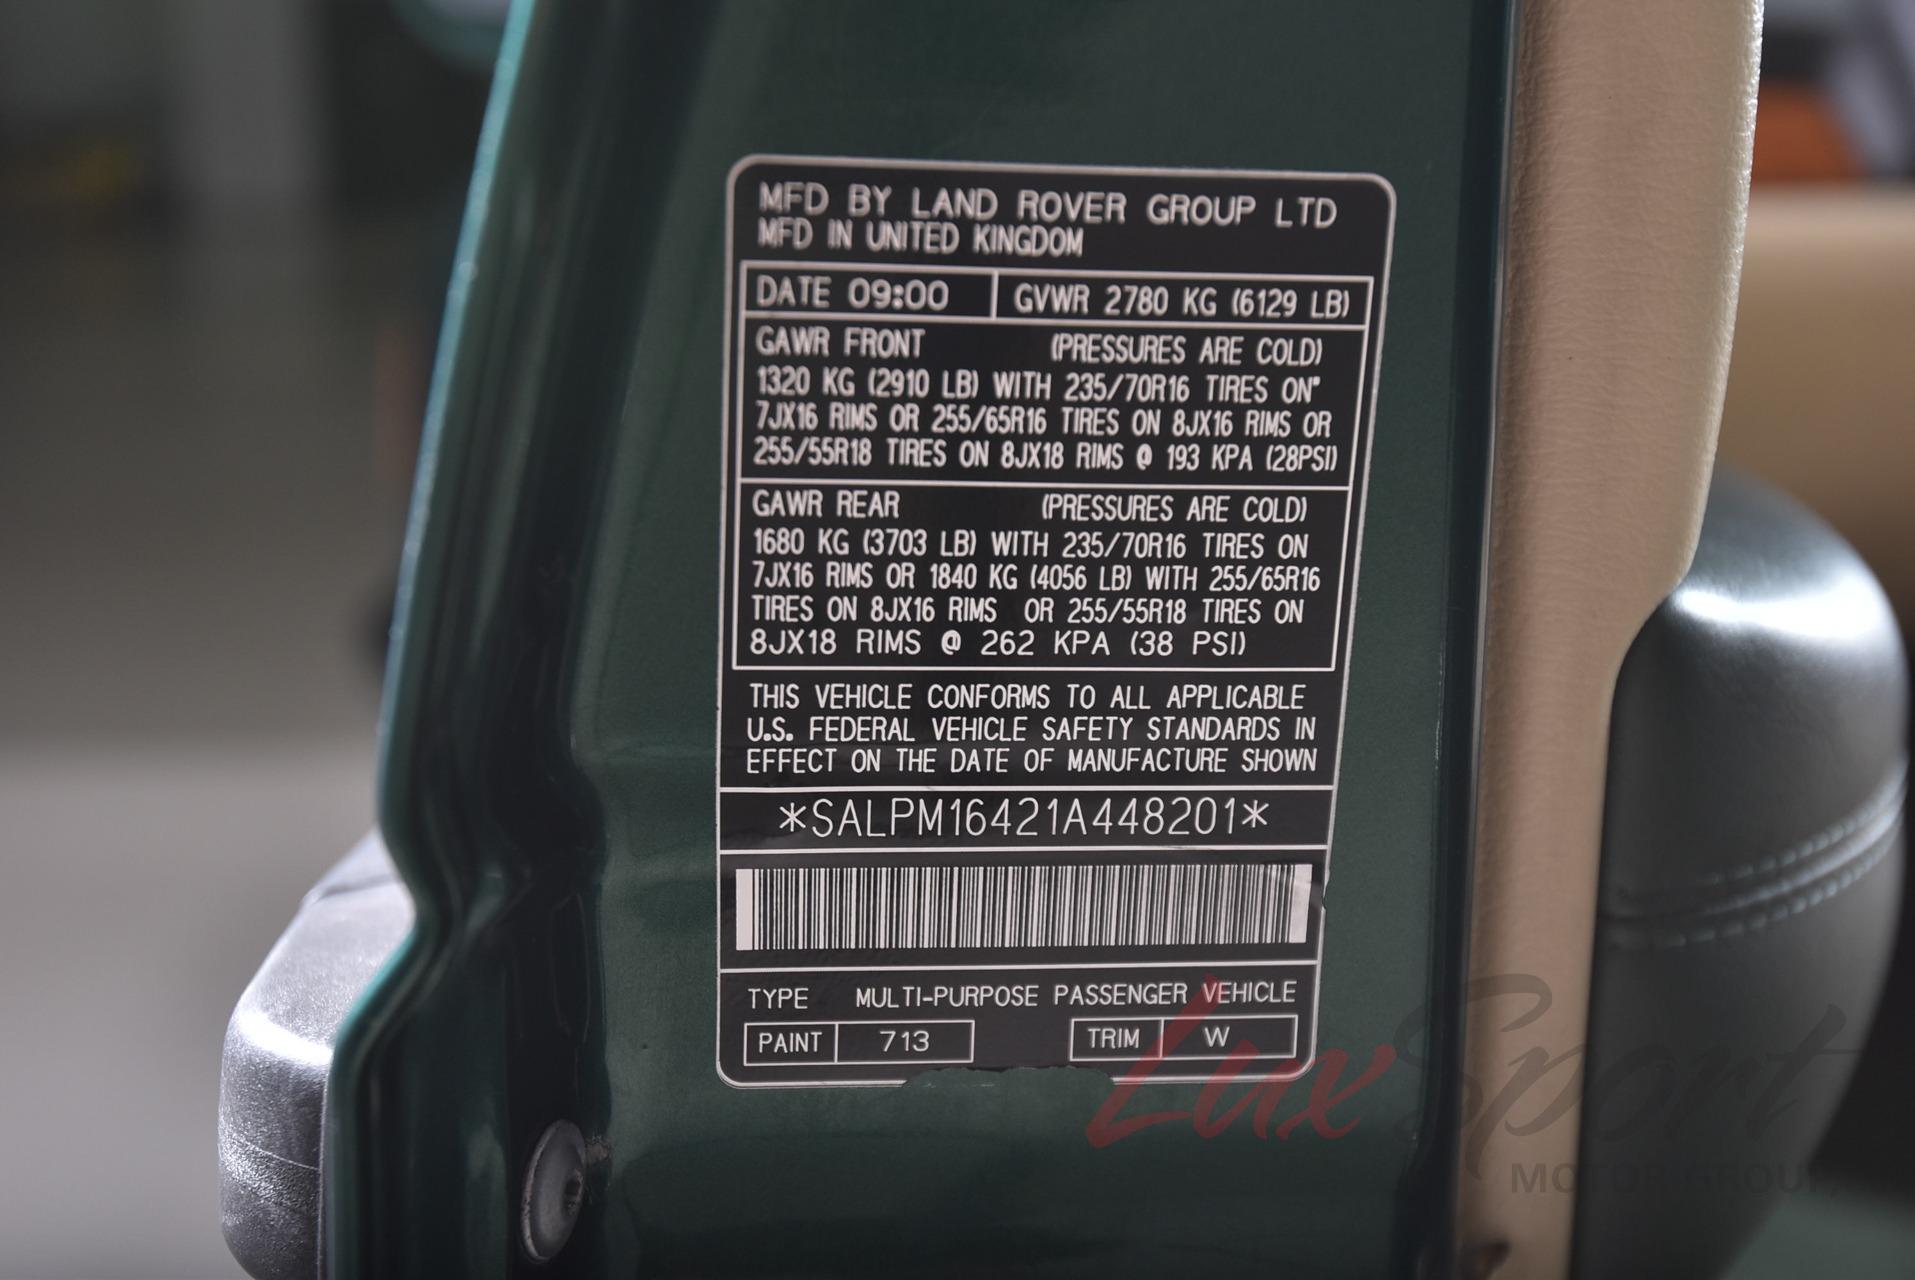 MFD BY LAND ROVER GROUP LTD
MFD IN UNITED KINGDOM
DATE 09:00 GVWR 2780 KG (6129 LB)
GAWR FRONT (PRESSURES ARE COLD)
1320 KG (2910 LB) WITH 235/70R16 TIRES ON"
7JX16 RIMS OR 255/65R16 TIRES ON 8JX16 RIMS OR
255/55R18 TIRES ON 8JX18 RIMS @ 193 KPA (28PSI)
GAWR REAR (PRESSURES ARE COLD)
1680 KG (3703 LB) WITH 235/70R16 TIRES ON
7JX16 RIMS OR 1840 KG (4056 LB) WITH 255/65R16
TIRES ON 8JX16 RIMS OR 255/55R18 TIRES ON
8JX18 RIMS @ 262 KPA (38 PSI)
THIS VEHICLE CONFORMS TO ALL APPLICABLE
U.S. FEDERAL VEHICLE SAFETY STANDARDS IN
EFFECT ON THE DATE OF MANUFACTURE SHOWN
*SALPM16421A448201*
TYPE MULTI-PURPOSE PASSENGER VEHICLE
PAINT 713 TRIM W
LuxSport
MOTOR GROUP,